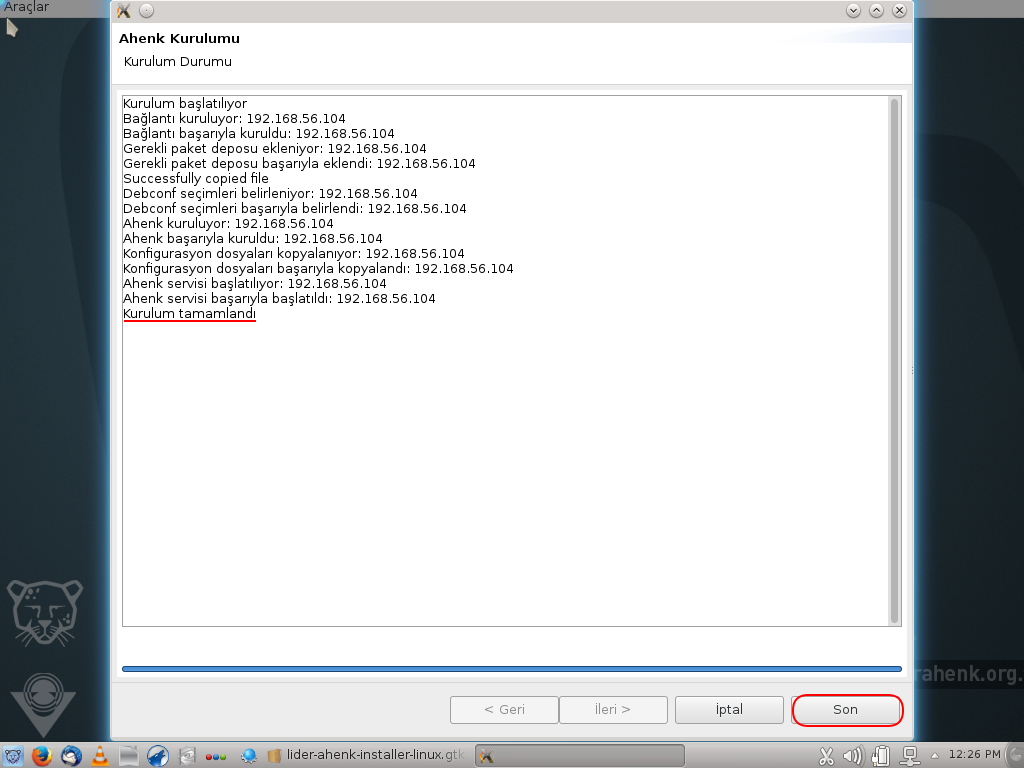 Araçlar
Ahenk Kurulumu
Kurulum Durumu
Kurulum başlatılıyor
Bağlantı kuruluyor: 192.168.56.104
Bağlantı başarıyla kuruldu: 192.168.56.104
Gerekli paket deposu ekleniyor: 192.168.56.104
Gerekli paket deposu başarıyla eklendi: 192.168.56.104
Successfully copied file
Debconf seçimleri belirleniyor: 192.168.56.104
Debconf seçimleri başarıyla belirlendi: 192.168.56.104
Ahenk kuruluyor: 192.168.56.104
Ahenk başarıyla kuruldu: 192.168.56.104
Konfigurasyon dosyaları kopyalanıyor: 192.168.56.104
Konfigurasyon dosyaları başarıyla kopyalandı: 192.168.56.104
Ahenk servisi başlatılıyor: 192.168.56.104
Ahenk servisi başarıyla başlatıldı: 192.168.56.104
Kurulum tamamlandı
rahenk.org.
< Geri
İleri >
İptal
Son
lider-ahenk-installer-linux.gtk
12:26 PM